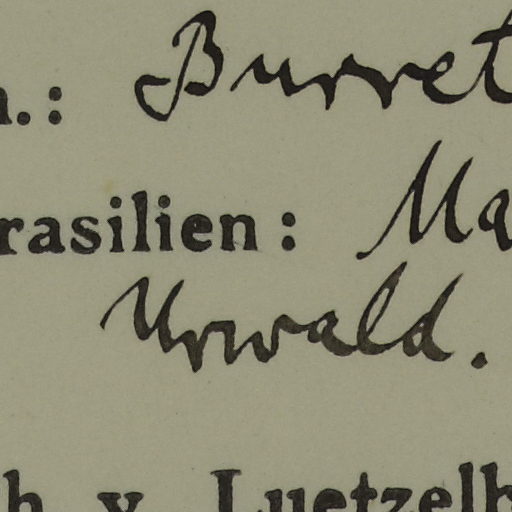 n.: Burret
rasilien: Ma
Urwald.
h. v. Luetzelb